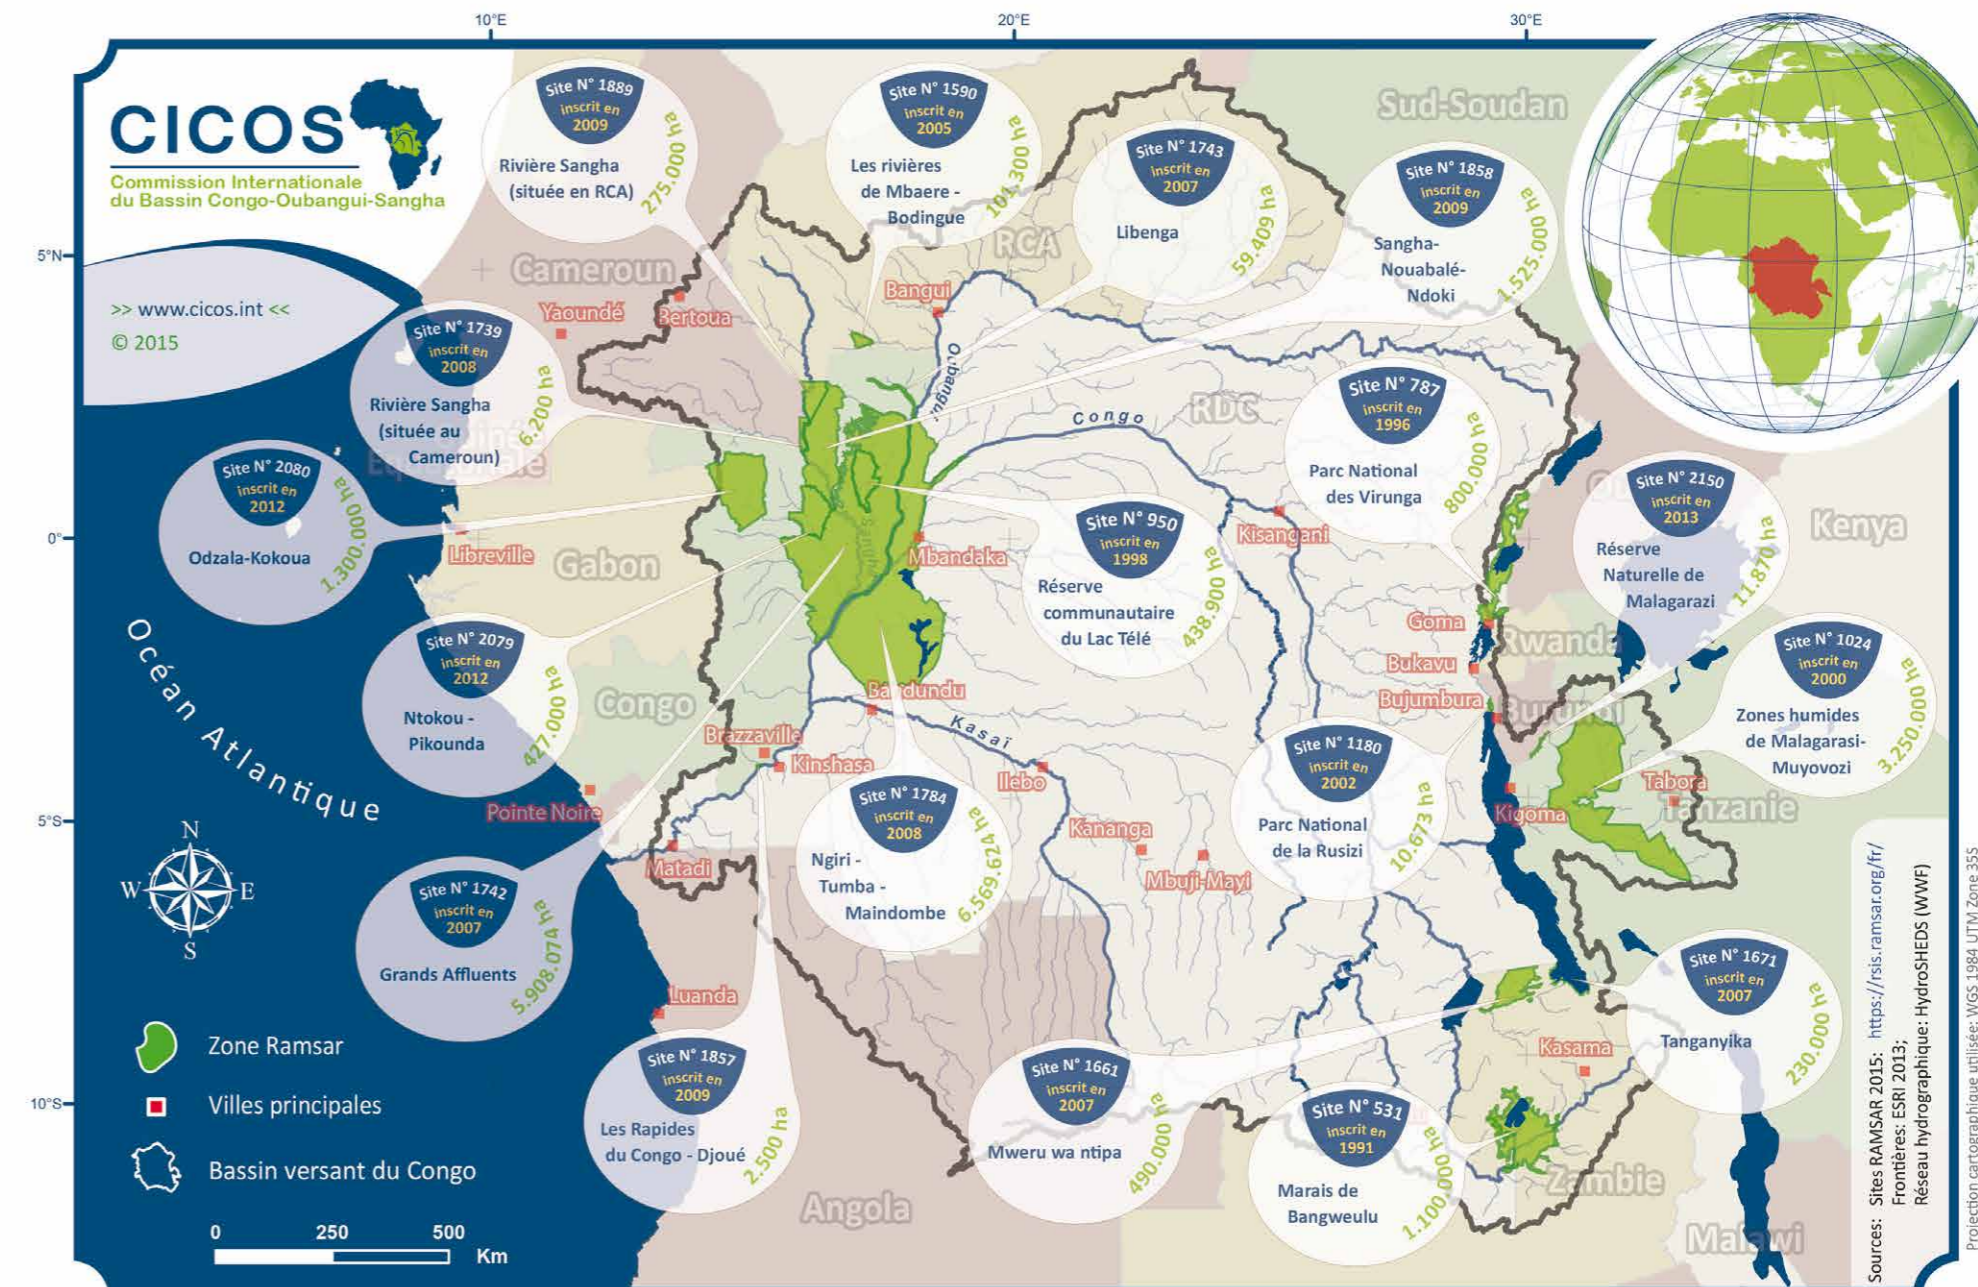 10°E
20°E
30°E
CICOS
Commission Internationale
du Bassin Congo-Oubangui-Sangha
>> www.cicos.int <<
© 2015
5°N
0°
5°S
10°S
Site N° 1889
inscrit en
2009
Rivière Sangha
(située en RCA)
275.000 ha
Site N° 1590
inscrit en
2005
Les rivières
de Mbaere -
Bodingue
101.300 ha
Site N° 1743
inscrit en
2007
Libenga
59.409 ha
Site N° 1858
inscrit en
2009
Sangha-
Nouabalé-
Ndoki
1.525.000 ha
Site N° 1739
inscrit en
2008
Rivière Sangha
(située au
Cameroun)
6.200 ha
Site N° 787
inscrit en
1996
Parc National
des Virunga
800.000 ha
Site N° 2080
inscrit en
2012
Odzala-Kokoua
1.300.000 ha
Site N° 950
inscrit en
1998
Réserve
communautaire
du Lac Télé
438.900 ha
Site N° 2150
inscrit en
2013
Réserve
Naturelle de
Malagarazi
11.870 ha
Site N° 2079
inscrit en
2012
Ntokou -
Pikounda
427.000 ha
Site N° 1024
inscrit en
2000
Zones humides
de Malagarasi-
Muyovozi
3.250.000 ha
Site N° 1180
inscrit en
2002
Parc National
de la Rusizi
10.673 ha
Site N° 1784
inscrit en
2008
Ngiri -
Tumba -
Maindombe
6.569.624 ha
Site N° 1742
inscrit en
2007
Grands Affluents
5.908.074 ha
Site N° 1671
inscrit en
2007
Tanganyika
230.000 ha
Site N° 1857
inscrit en
2009
Les Rapides
du Congo - Djoué
2.500 ha
Site N° 1661
inscrit en
2007
Mweru wa ntipa
490.000 ha
Site N° 531
inscrit en
1991
Marais de
Bangweulu
1.100.000 ha
Sud-Soudan
RCA
Cameroun
Yaoundé
Bertoua
Bangui
Oubangui
Congo
RDC
Kenya
Libreville
Gabon
Sangha
Mbandaka
Kisangani
Goma
Rwanda
Bukavu
Bujumbura
Burundi
Congo
Bandundu
Kasaï
Brazzaville
Kinshasa
Ilebo
Pointe Noire
Kananga
Mbuji-Mayi
Matadi
Kigoma
Tabora
Tanzanie
Luanda
Kasama
Angola
Zambie
Malawi
Océan Atlantique
N
W
E
S
Zone Ramsar
Villes principales
Bassin versant du Congo
0 250 500
Km
Sources: Sites RAMSAR 2015: https://rsis.ramsar.org/fr/
Frontières: ESRI 2013;
Réseau hydrographique: HydroSHEDS (WWF)
Projection cartographique utilisée: WGS 1984 UTM Zone 35S